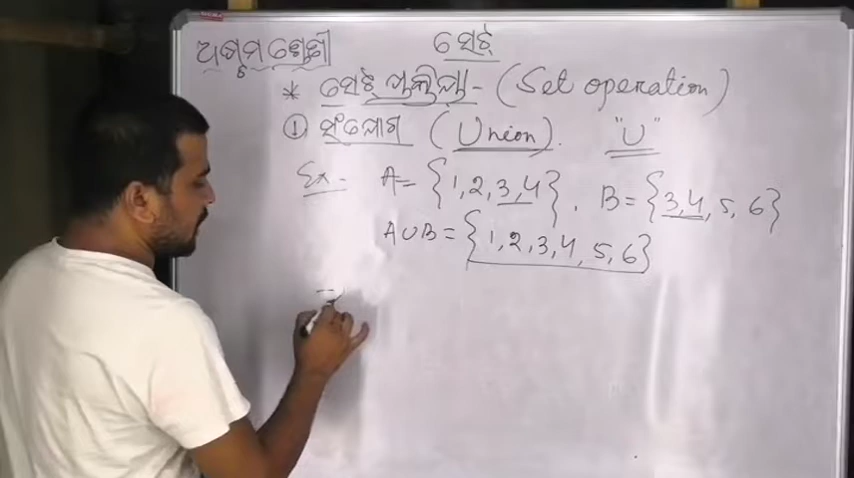 ଅଷ୍ଟମ ଶ୍ରେଣୀ ସେଟ୍
* ସେଟ୍ ପ୍ରକ୍ରିୟା - (Set operation)
① ସଂଯୋଗ (Union). "U"
Ex.- A = {1, 2, 3, 4}, B = {3, 4, 5, 6}
A ∪ B = {1, 2, 3, 4, 5, 6}